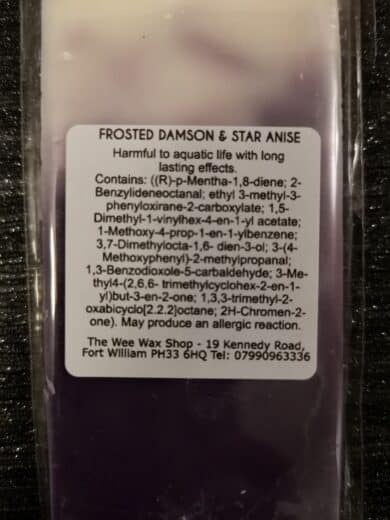 FROSTED DAMSON & STAR ANISE
Harmful to aquatic life with long
lasting effects.
Contains: ((R)-p-Mentha-1,8-diene; 2-
Benzylideneoctanal; ethyl 3-methyl-3-
phenyloxirane-2-carboxylate; 1,5-
Dimethyl-1-vinylhex-4-en-1-yl acetate;
1-Methoxy-4-prop-1-en-1-ylbenzene;
3,7-Dimethylocta-1,6- dien-3-ol; 3-(4-
Methoxyphenyl)-2-methylpropanal;
1,3-Benzodioxole-5-carbaldehyde; 3-Me-
thyl4-(2,6,6- trimethylcyclohex-2-en-1-
yl)but-3-en-2-one; 1,3,3-trimethyl-2-
oxabicyclo[2.2.2]octane; 2H-Chromen-2-
one). May produce an allergic reaction.
The Wee Wax Shop - 19 Kennedy Road,
Fort William PH33 6HQ Tel: 07990963336